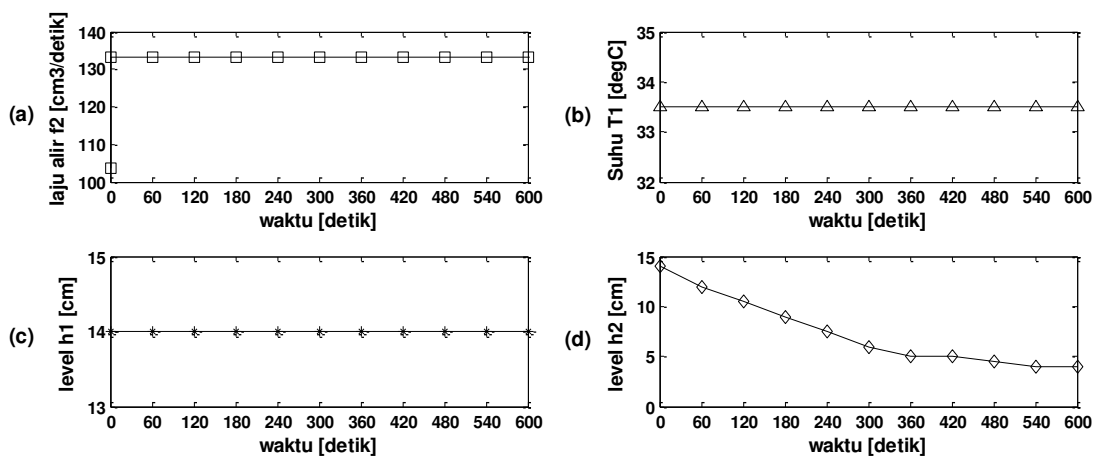 (a)
laju alir f2 [cm3/detik]
140
130
120
110
100
0 60 120 180 240 300 360 420 480 540 600
waktu [detik]
(b)
Suhu T1 [degC]
35
34
33
32
0 60 120 180 240 300 360 420 480 540 600
waktu [detik]
(c)
level h1 [cm]
15
14
13
0 60 120 180 240 300 360 420 480 540 600
waktu [detik]
(d)
level h2 [cm]
15
10
5
0
0 60 120 180 240 300 360 420 480 540 600
waktu [detik]